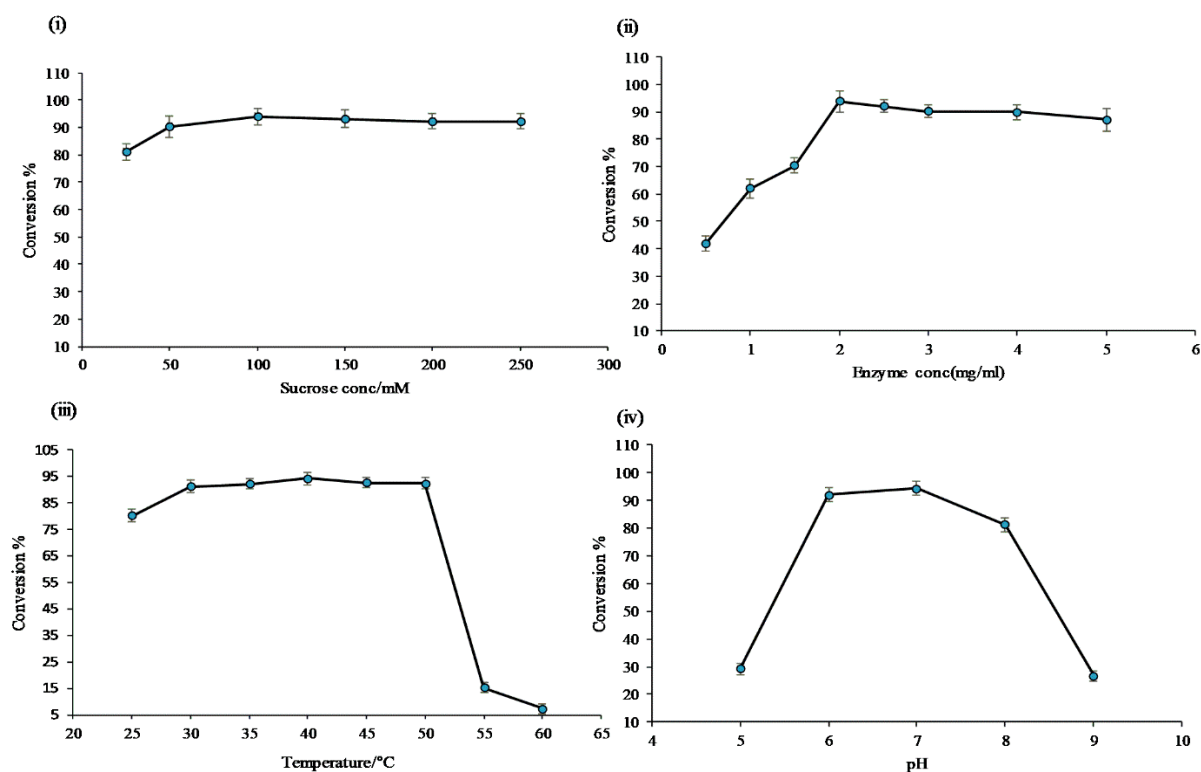 (i)
110
100
90
80
70
60
50
40
30
20
10
Conversion %
0 50 100 150 200 250 300
Sucrose conc/mM
(ii)
110
100
90
80
70
60
50
40
30
20
10
Conversion %
0 1 2 3 4 5 6
Enzyme conc(mg/ml)
(iii)
105
95
85
75
65
55
45
35
25
15
5
Conversion %
20 25 30 35 40 45 50 55 60 65
Temperature/°C
(iv)
110
100
90
80
70
60
50
40
30
20
10
Conversion %
4 5 6 7 8 9 10
pH